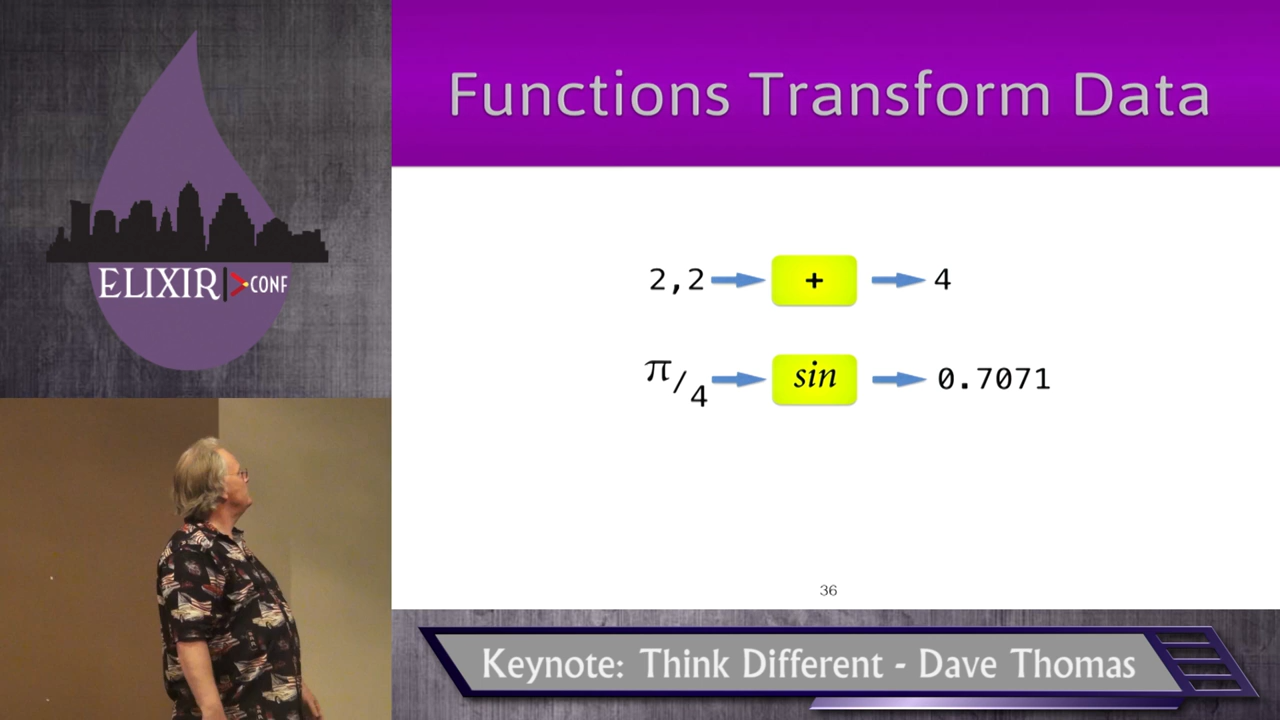 Functions Transform Data
ELIXIR CONF
2,2 + 4
π/4 sin 0.7071
36
Keynote: Think Different - Dave Thomas